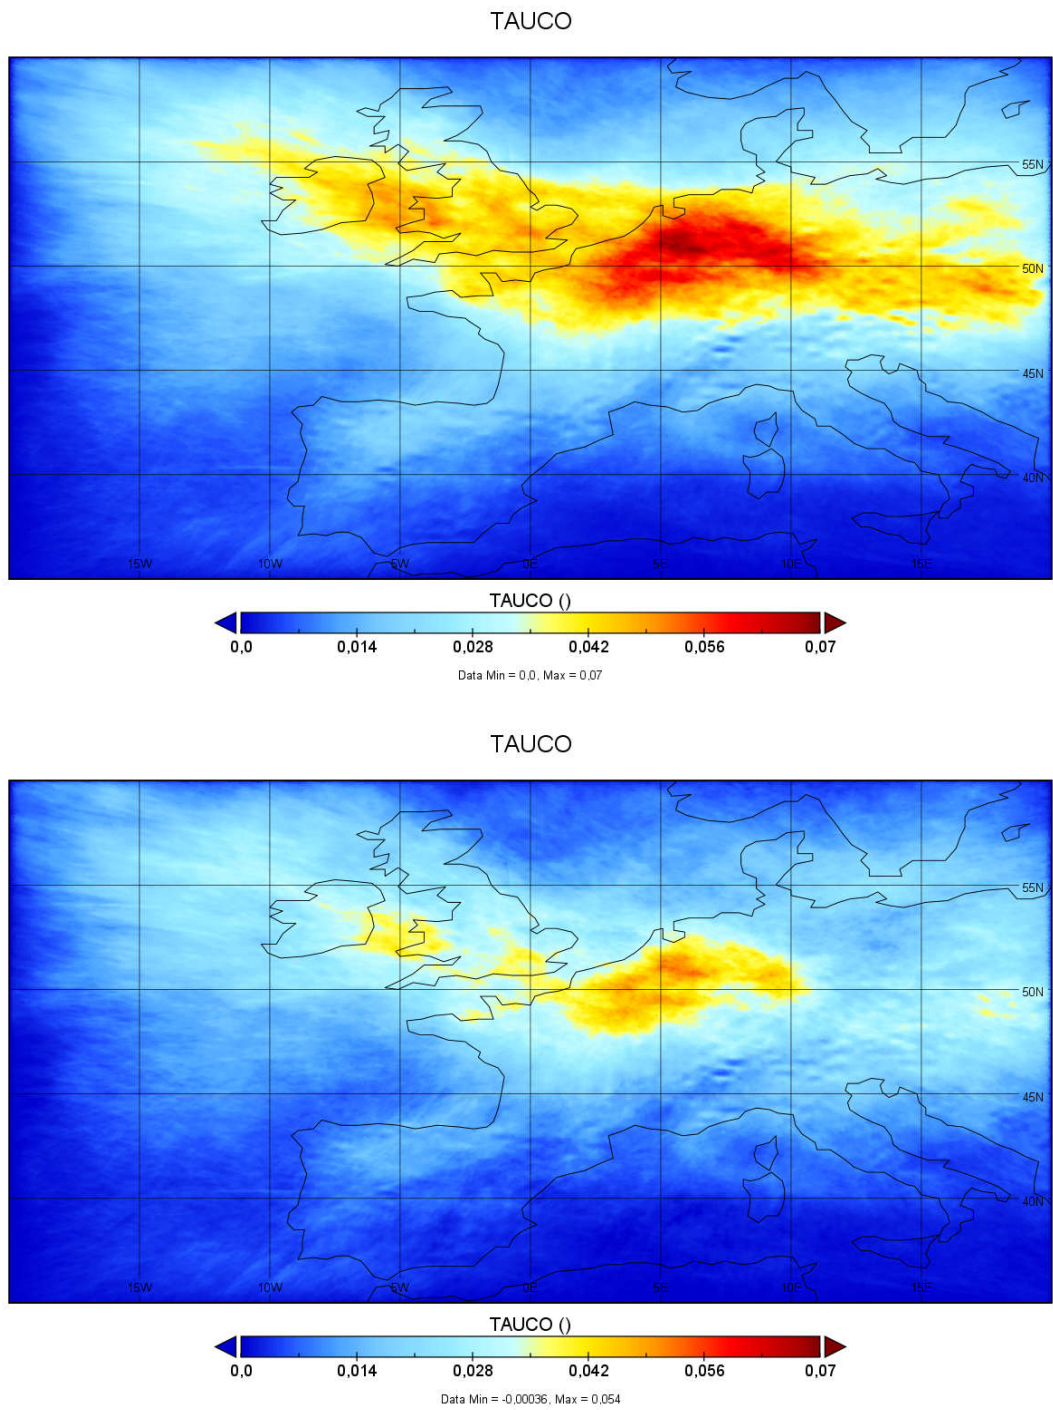 TAUCO
55N
50N
45N
40N
15W 10W 5W 0E 5E 10E 15E
TAUCO ()
0,0 0,014 0,028 0,042 0,056 0,07
Data Min = 0,0, Max = 0,07
TAUCO
55N
50N
45N
40N
15W 10W 5W 0E 5E 10E 15E
TAUCO ()
0,0 0,014 0,028 0,042 0,056 0,07
Data Min = -0,00036, Max = 0,054